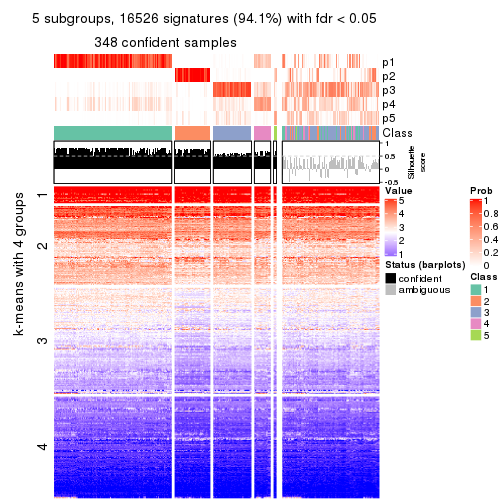 5 subgroups, 16526 signatures (94.1%) with fdr < 0.05
348 confident samples
p1
p2
p3
p4
p5
Class
1
0.5
0
-0.5
Silhouette
score
k-means with 4 groups
1
2
3
4
Value
5
4
3
2
1
Status (barplots)
confident
ambiguous
Prob
1
0.8
0.6
0.4
0.2
0
Class
1
2
3
4
5